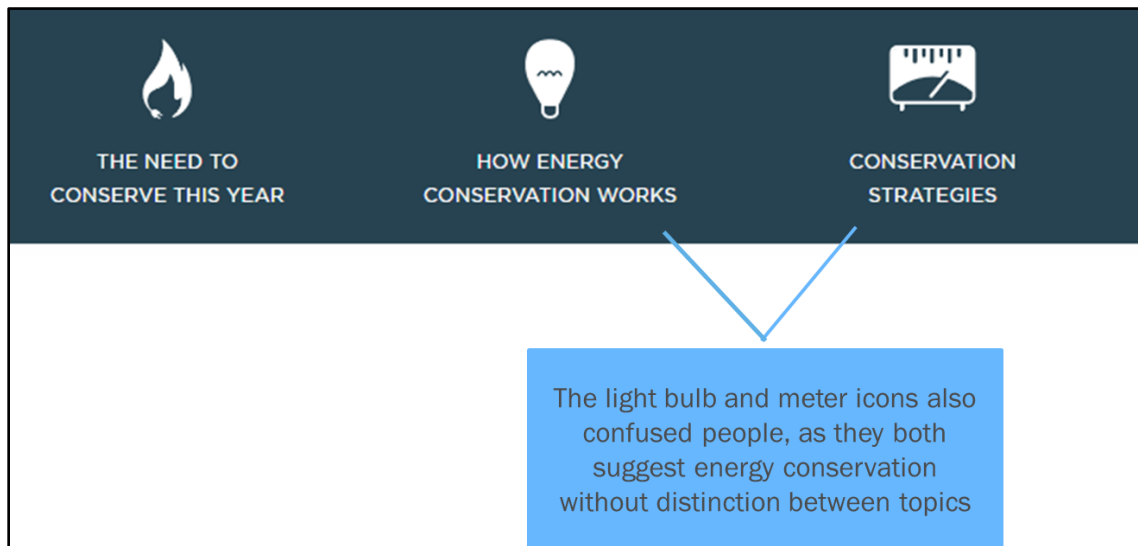 THE NEED TO
CONSERVE THIS YEAR
HOW ENERGY
CONSERVATION WORKS
CONSERVATION
STRATEGIES
The light bulb and meter icons also
confused people, as they both
suggest energy conservation
without distinction between topics